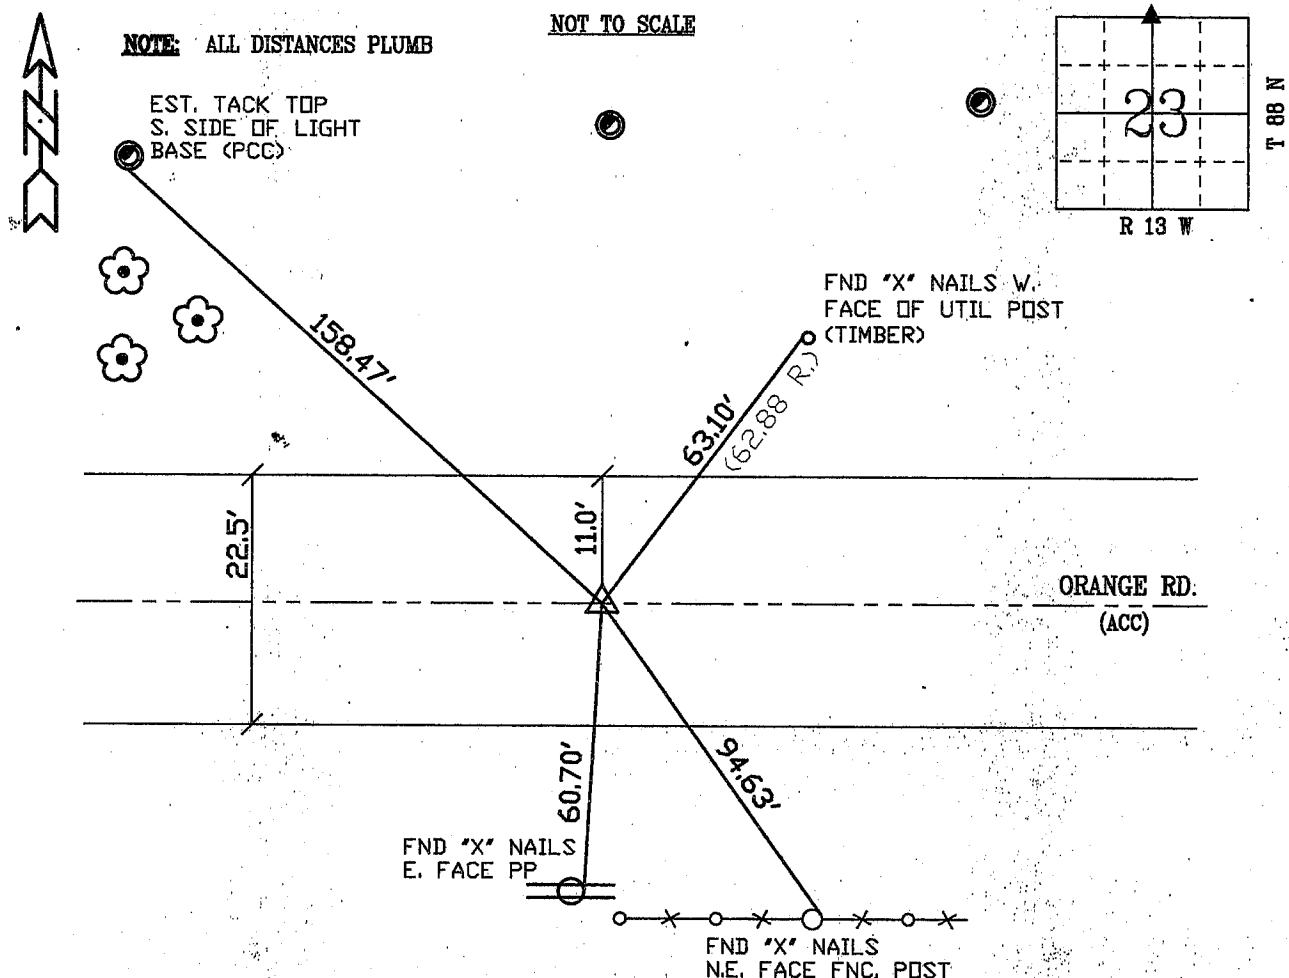 NOT TO SCALE
NOTE: ALL DISTANCES PLUMB
EST. TACK TOP
S. SIDE OF LIGHT
BASE (PCC)
N
23
T 88 N
R 13 W
FND "X" NAILS W.
FACE OF UTIL POST
(TIMBER)
158.47'
63.10'
(62.88 R.)
22.5'
11.0'
ORANGE RD.
(ACC)
60.70'
94.63'
FND "X" NAILS
E. FACE PP
FND "X" NAILS
N.E. FACE FNC. POST